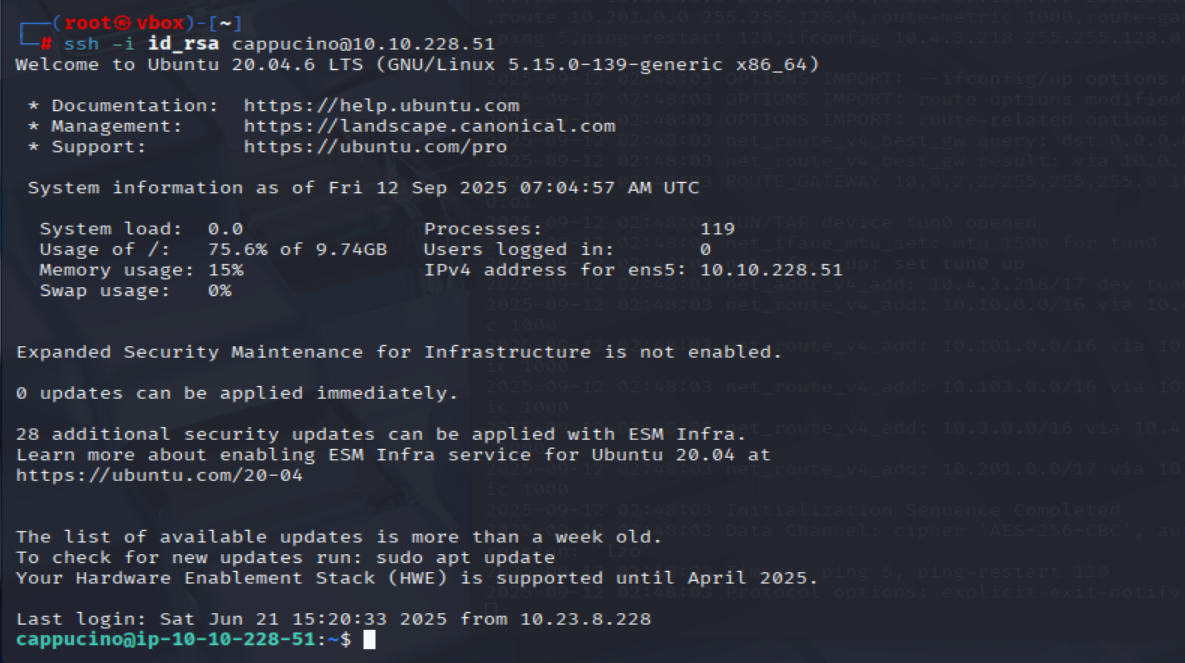 ┌──(root㉿vbox)-[~]
└─# ssh -i id_rsa cappucino@10.10.228.51
Welcome to Ubuntu 20.04.6 LTS (GNU/Linux 5.15.0-139-generic x86_64)
* Documentation: https://help.ubuntu.com
* Management: https://landscape.canonical.com
* Support: https://ubuntu.com/pro
System information as of Fri 12 Sep 2025 07:04:57 AM UTC
System load: 0.0 Processes: 119
Usage of /: 75.6% of 9.74GB Users logged in: 0
Memory usage: 15% IPv4 address for ens5: 10.10.228.51
Swap usage: 0%
Expanded Security Maintenance for Infrastructure is not enabled.
0 updates can be applied immediately.
28 additional security updates can be applied with ESM Infra.
Learn more about enabling ESM Infra service for Ubuntu 20.04 at
https://ubuntu.com/20-04
The list of available updates is more than a week old.
To check for new updates run: sudo apt update
Your Hardware Enablement Stack (HWE) is supported until April 2025.
Last login: Sat Jun 21 15:20:33 2025 from 10.23.8.228
cappucino@ip-10-10-228-51:~$